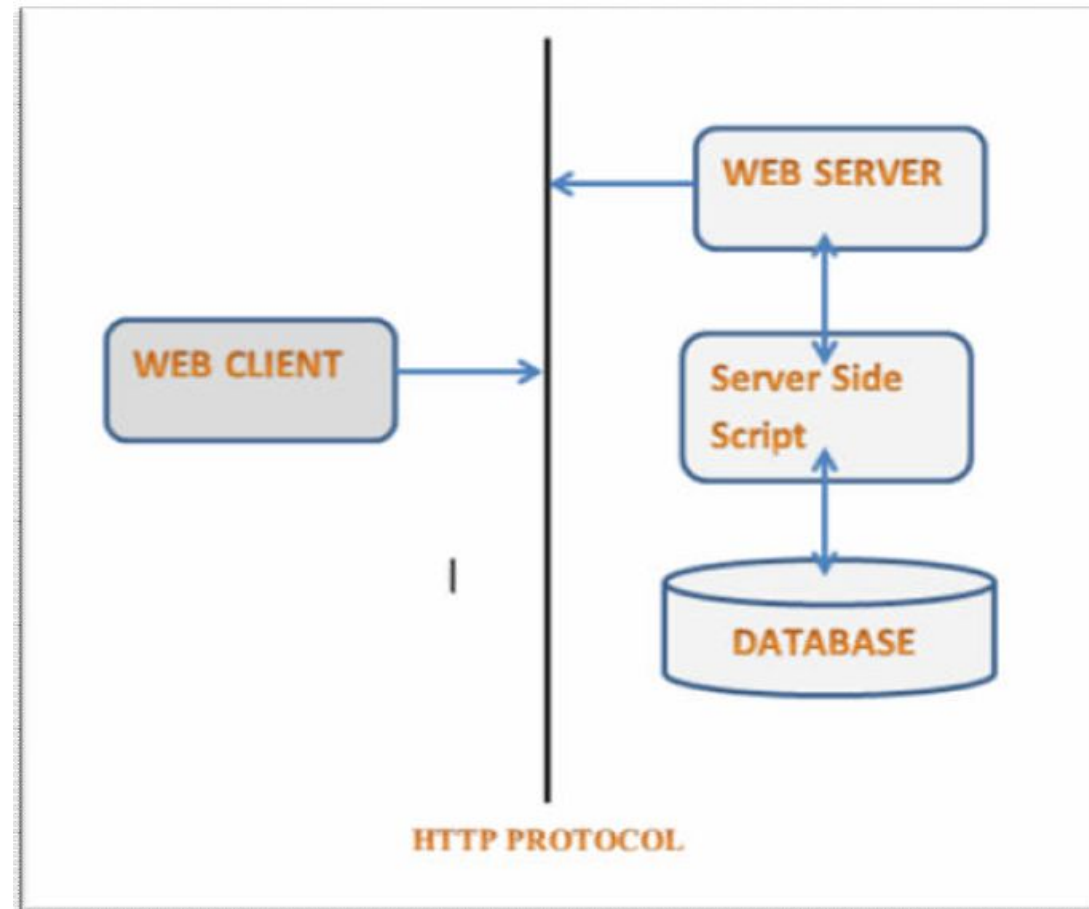 WEB SERVER
WEB CLIENT
Server Side
Script
DATABASE
HTTP PROTOCOL